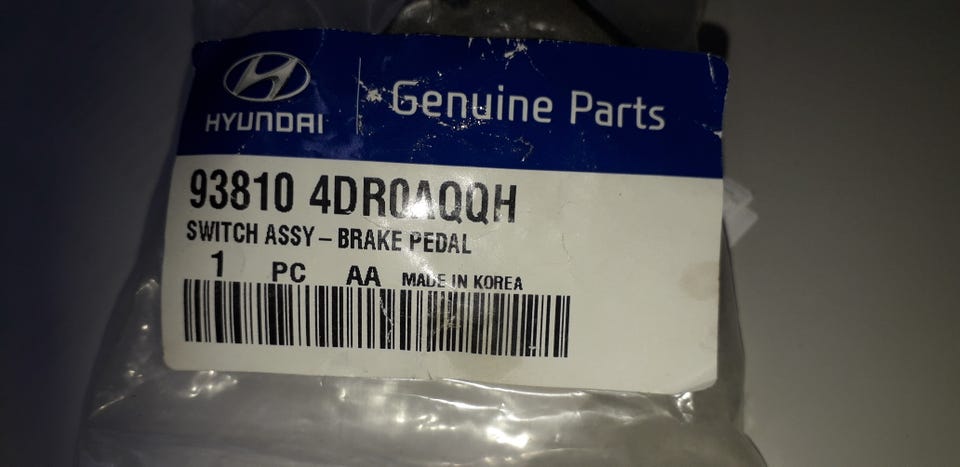 HYUNDAI
Genuine Parts
93810 4DR0AQQH
SWITCH ASSY – BRAKE PEDAL
1 PC AA MADE IN KOREA